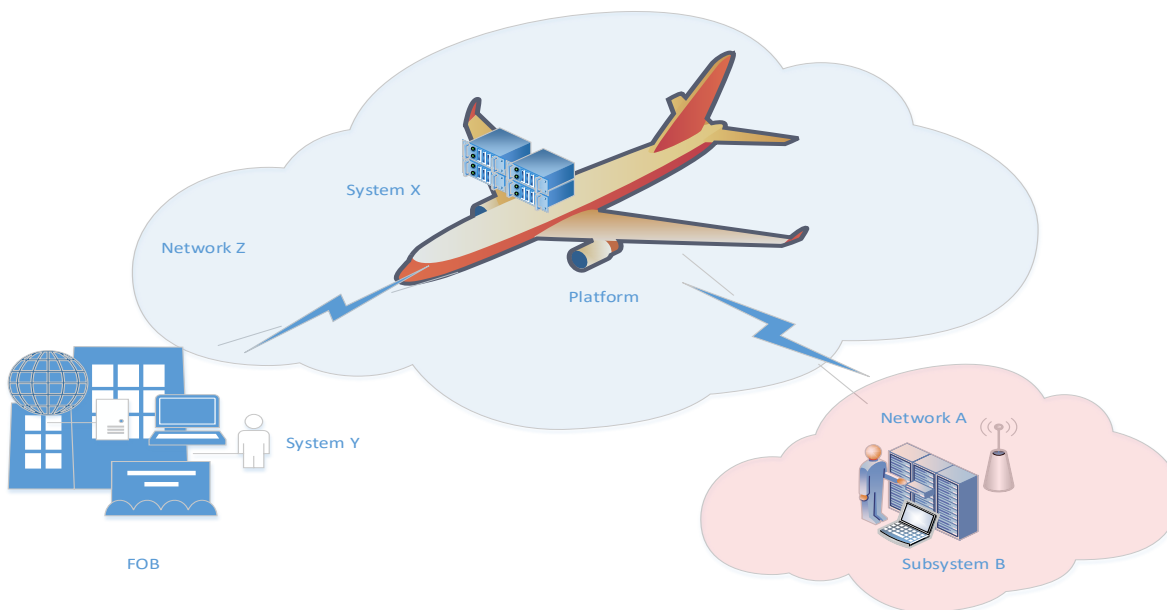 System X
Network Z
Platform
Network A
System Y
FOB
Subsystem B